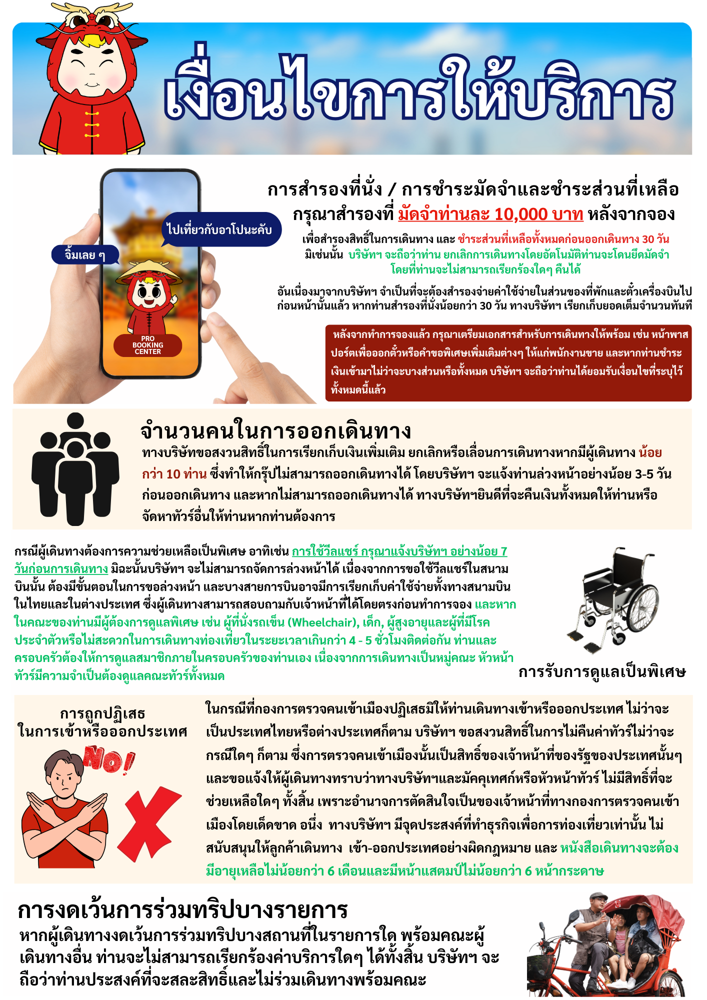 เงื่อนไขการให้บริการ
การสำรองที่นั่ง / การชำระมัดจำและชำระส่วนที่เหลือ
กรุณาสำรองที่ มัดจำท่านละ 10,000 บาท หลังจากจอง
เพื่อสำรองสิทธิ์ในการเดินทาง และ ชำระส่วนที่เหลือทั้งหมดก่อนออกเดินทาง 30 วัน
มิเช่นนั้น บริษัทฯ จะถือว่าท่าน ยกเลิกการเดินทางโดยอัตโนมัติท่านจะโดนยึดมัดจำ
โดยที่ท่านจะไม่สามารถเรียกร้องใดๆ คืนได้
อันเนื่องมาจากบริษัทฯ จำเป็นที่จะต้องสำรองจ่ายค่าใช้จ่ายในส่วนของที่พักและตั๋วเครื่องบินไป
ก่อนหน้านั้นแล้ว หากท่านสำรองที่นั่งน้อยกว่า 30 วัน ทางบริษัทฯ เรียกเก็บยอดเต็มจำนวนทันที
ไปเที่ยวกับอาโปนะคับ
จิ้มเลย ๆ
PRO
BOOKING
CENTER
หลังจากทำการจองแล้ว กรุณาเตรียมเอกสารสำหรับการเดินทางให้พร้อม เช่น หน้าพาส
ปอร์ตเพื่อออกตั๋วหรือคำขอพิเศษเพิ่มเติมต่างๆ ให้แก่พนักงานขาย และหากท่านชำระ
เงินเข้ามาไม่ว่าจะบางส่วนหรือทั้งหมด บริษัทฯ จะถือว่าท่านได้ยอมรับเงื่อนไขที่ระบุไว้
ทั้งหมดนี้แล้ว
จำนวนคนในการออกเดินทาง
ทางบริษัทขอสงวนสิทธิ์ในการเรียกเก็บเงินเพิ่มเติม ยกเลิกหรือเลื่อนการเดินทางหากมีผู้เดินทาง น้อย
กว่า 10 ท่าน ซึ่งทำให้กรุ๊ปไม่สามารถออกเดินทางได้ โดยบริษัทฯ จะแจ้งท่านล่วงหน้าอย่างน้อย 3-5 วัน
ก่อนออกเดินทาง และหากไม่สามารถออกเดินทางได้ ทางบริษัทฯยินดีที่จะคืนเงินทั้งหมดให้ท่านหรือ
จัดหาทัวร์อื่นให้ท่านหากท่านต้องการ
กรณีผู้เดินทางต้องการความช่วยเหลือเป็นพิเศษ อาทิเช่น การใช้วีลแชร์ กรุณาแจ้งบริษัทฯ อย่างน้อย 7
วันก่อนการเดินทาง มิฉะนั้นบริษัทฯ จะไม่สามารถจัดการล่วงหน้าได้ เนื่องจากการขอใช้วีลแชร์ในสนาม
บินนั้น ต้องมีขั้นตอนในการขอล่วงหน้า และบางสายการบินอาจมีการเรียกเก็บค่าใช้จ่ายทั้งทางสนามบิน
ในไทยและในต่างประเทศ ซึ่งผู้เดินทางสามารถสอบถามกับเจ้าหน้าที่ได้โดยตรงก่อนทำการจอง และหาก
ในคณะของท่านมีผู้ต้องการดูแลพิเศษ เช่น ผู้ที่นั่งรถเข็น (Wheelchair), เด็ก, ผู้สูงอายุและผู้ที่มีโรค
ประจำตัวหรือไม่สะดวกในการเดินทางท่องเที่ยวในระยะเวลาเกินกว่า 4 - 5 ชั่วโมงติดต่อกัน ท่านและ
ครอบครัวต้องให้การดูแลสมาชิกภายในครอบครัวของท่านเอง เนื่องจากการเดินทางเป็นหมู่คณะ หัวหน้า
ทัวร์มีความจำเป็นต้องดูแลคณะทัวร์ทั้งหมด
การรับการดูแลเป็นพิเศษ
การถูกปฏิเสธ
ในการเข้าหรือออกประเทศ
NO!
ในกรณีที่กองการตรวจคนเข้าเมืองปฏิเสธมิให้ท่านเดินทางเข้าหรือออกประเทศ ไม่ว่าจะ
เป็นประเทศไทยหรือต่างประเทศก็ตาม บริษัทฯ ขอสงวนสิทธิ์ในการไม่คืนค่าทัวร์ไม่ว่าจะ
กรณีใดๆ ก็ตาม ซึ่งการตรวจคนเข้าเมืองนั้นเป็นสิทธิ์ของเจ้าหน้าที่ของรัฐของประเทศนั้นๆ
และขอแจ้งให้ผู้เดินทางทราบว่าทางบริษัทฯและมัคคุเทศก์หรือหัวหน้าทัวร์ ไม่มีสิทธิ์ที่จะ
ช่วยเหลือใดๆ ทั้งสิ้น เพราะอำนาจการตัดสินใจเป็นของเจ้าหน้าที่ทางกองการตรวจคนเข้า
เมืองโดยเด็ดขาด อนึ่ง ทางบริษัทฯ มีจุดประสงค์ที่ทำธุรกิจเพื่อการท่องเที่ยวเท่านั้น ไม่
สนับสนุนให้ลูกค้าเดินทาง เข้า-ออกประเทศอย่างผิดกฎหมาย และ หนังสือเดินทางจะต้อง
มีอายุเหลือไม่น้อยกว่า 6 เดือนและมีหน้าแสตมป์ไม่น้อยกว่า 6 หน้ากระดาษ
การงดเว้นการร่วมทริปบางรายการ
หากผู้เดินทางงดเว้นการร่วมทริปบางสถานที่ในรายการใด พร้อมคณะผู้
เดินทางอื่น ท่านจะไม่สามารถเรียกร้องค่าบริการใดๆ ได้ทั้งสิ้น บริษัทฯ จะ
ถือว่าท่านประสงค์ที่จะสละสิทธิ์และไม่ร่วมเดินทางพร้อมคณะ